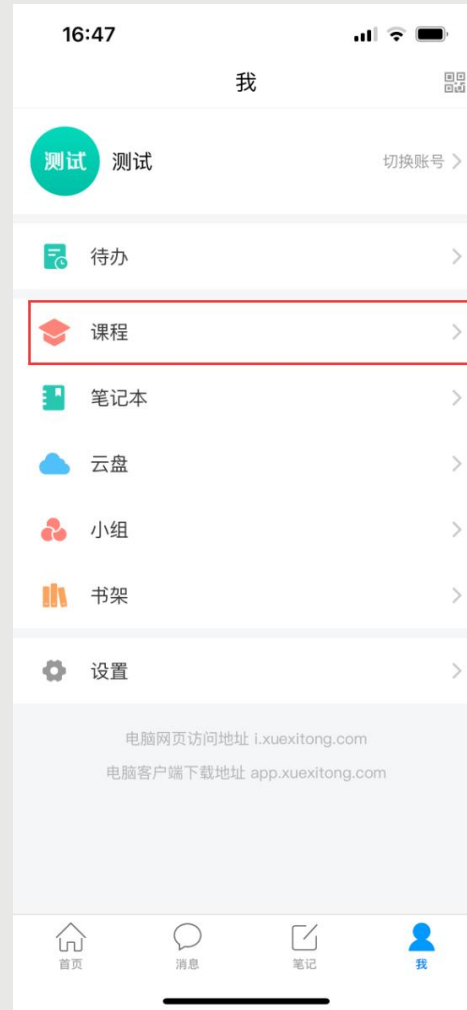 16:47
我
测试 测试 切换账号
待办
课程
笔记本
云盘
小组
书架
设置
电脑网页访问地址 i.xuexitong.com
电脑客户端下载地址 app.xuexitong.com
首页 消息 笔记 我